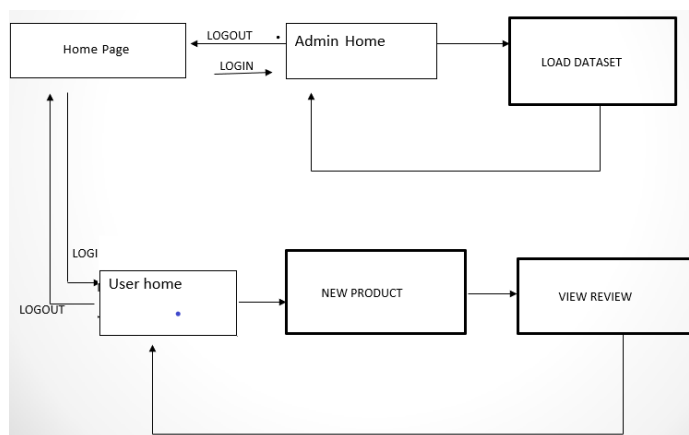 LOGOUT
Admin Home
Home Page
LOGIN
LOAD DATASET
LOGI
User home
NEW PRODUCT
VIEW REVIEW
LOGOUT